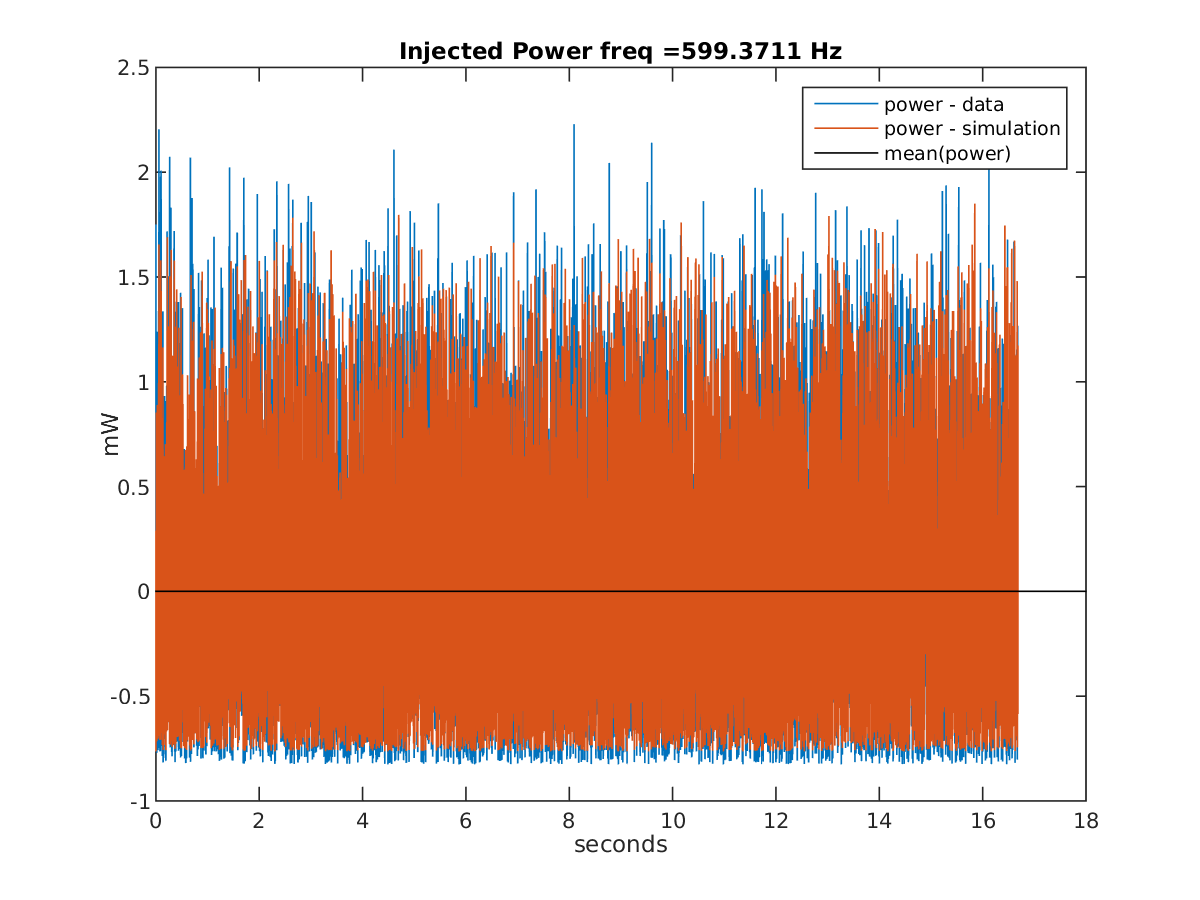 Injected Power freq =599.3711 Hz
power - data
power - simulation
mean(power)
2.5
2
1.5
1
0.5
0
-0.5
-1
mW
0 2 4 6 8 10 12 14 16 18
seconds